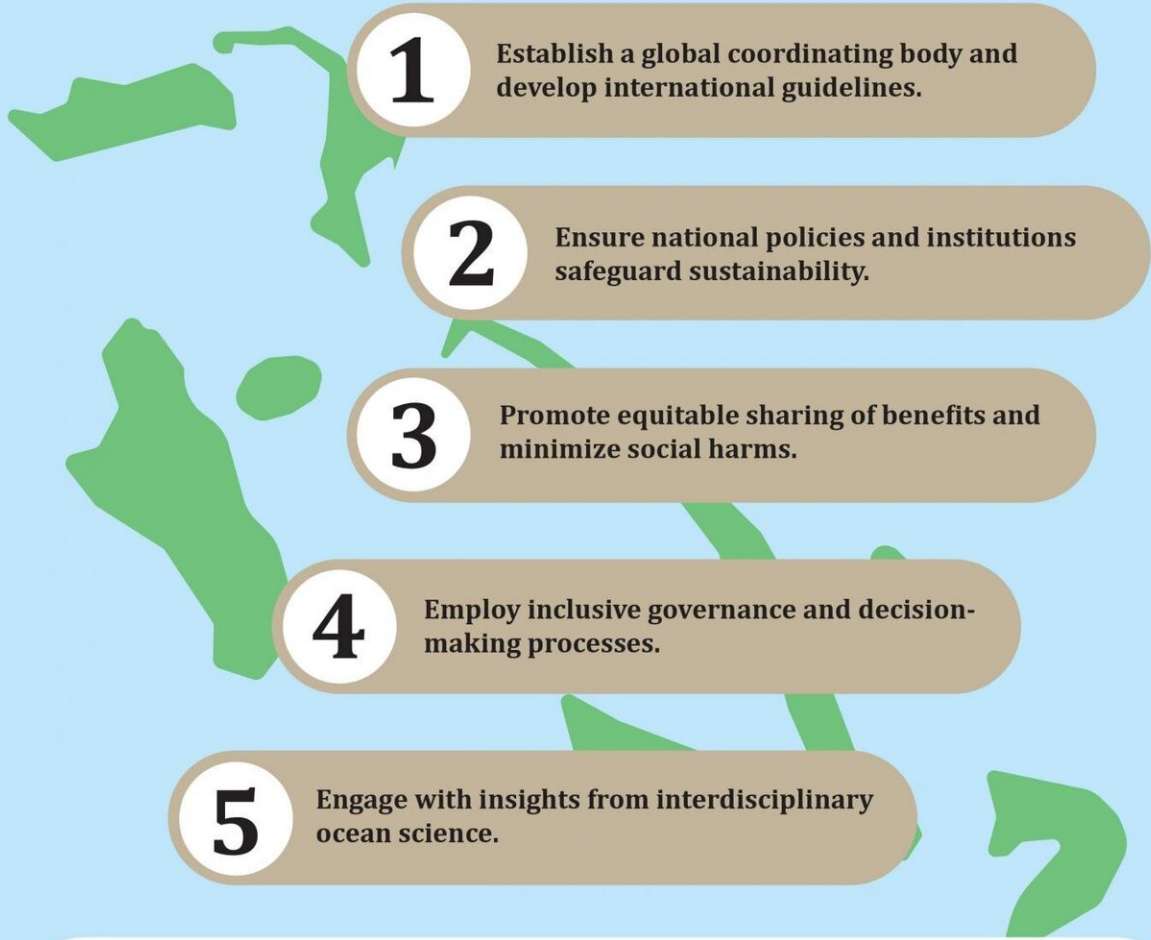 1
Establish a global coordinating body and
develop international guidelines.
2
Ensure national policies and institutions
safeguard sustainability.
3
Promote equitable sharing of benefits and
minimize social harms.
4
Employ inclusive governance and decision-
making processes.
5
Engage with insights from interdisciplinary
ocean science.